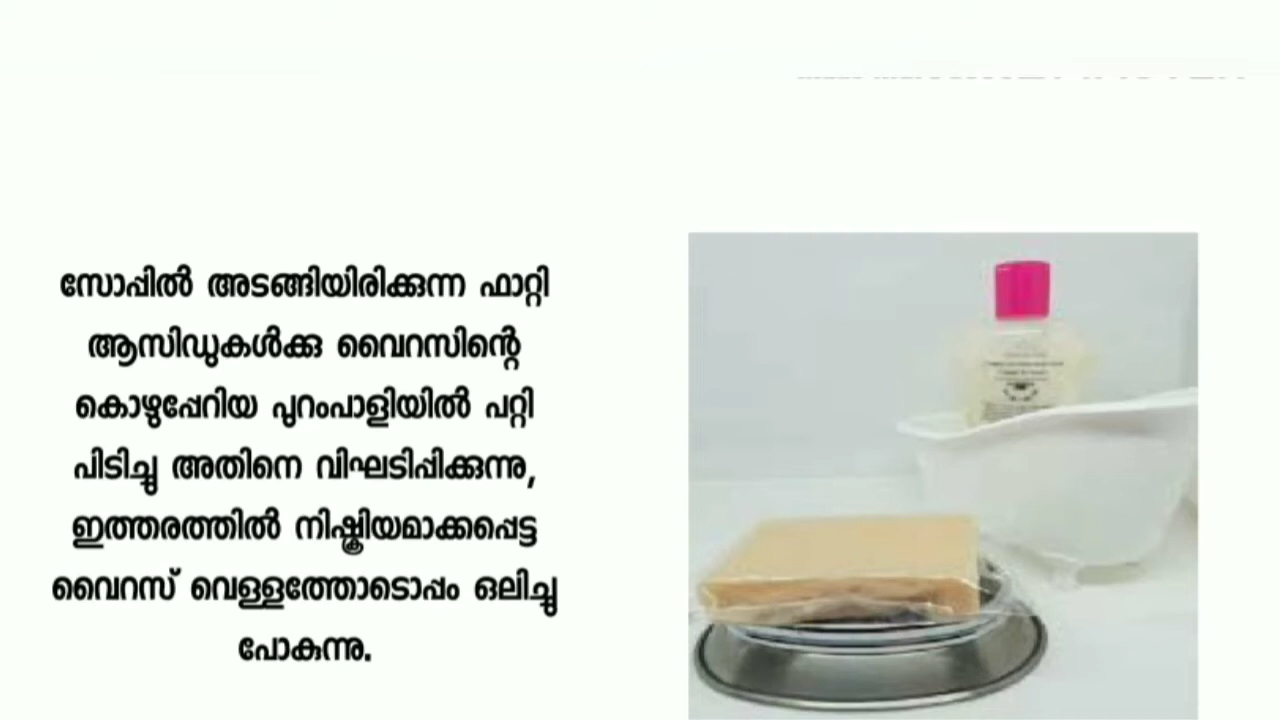 സോപ്പിൽ അടങ്ങിയിരിക്കുന്ന ഫാറ്റി
ആസിഡുകൾക്കു വൈറസിന്റെ
കൊഴുപ്പേറിയ പുറംപാളിയിൽ പറ്റി
പിടിച്ചു അതിനെ വിഘടിപ്പിക്കുന്നു,
ഇത്തരത്തിൽ നിഷ്ക്രിയമാക്കപ്പെട്ട
വൈറസ് വെള്ളത്തോടൊപ്പം ഒലിച്ചു
പോകുന്നു.